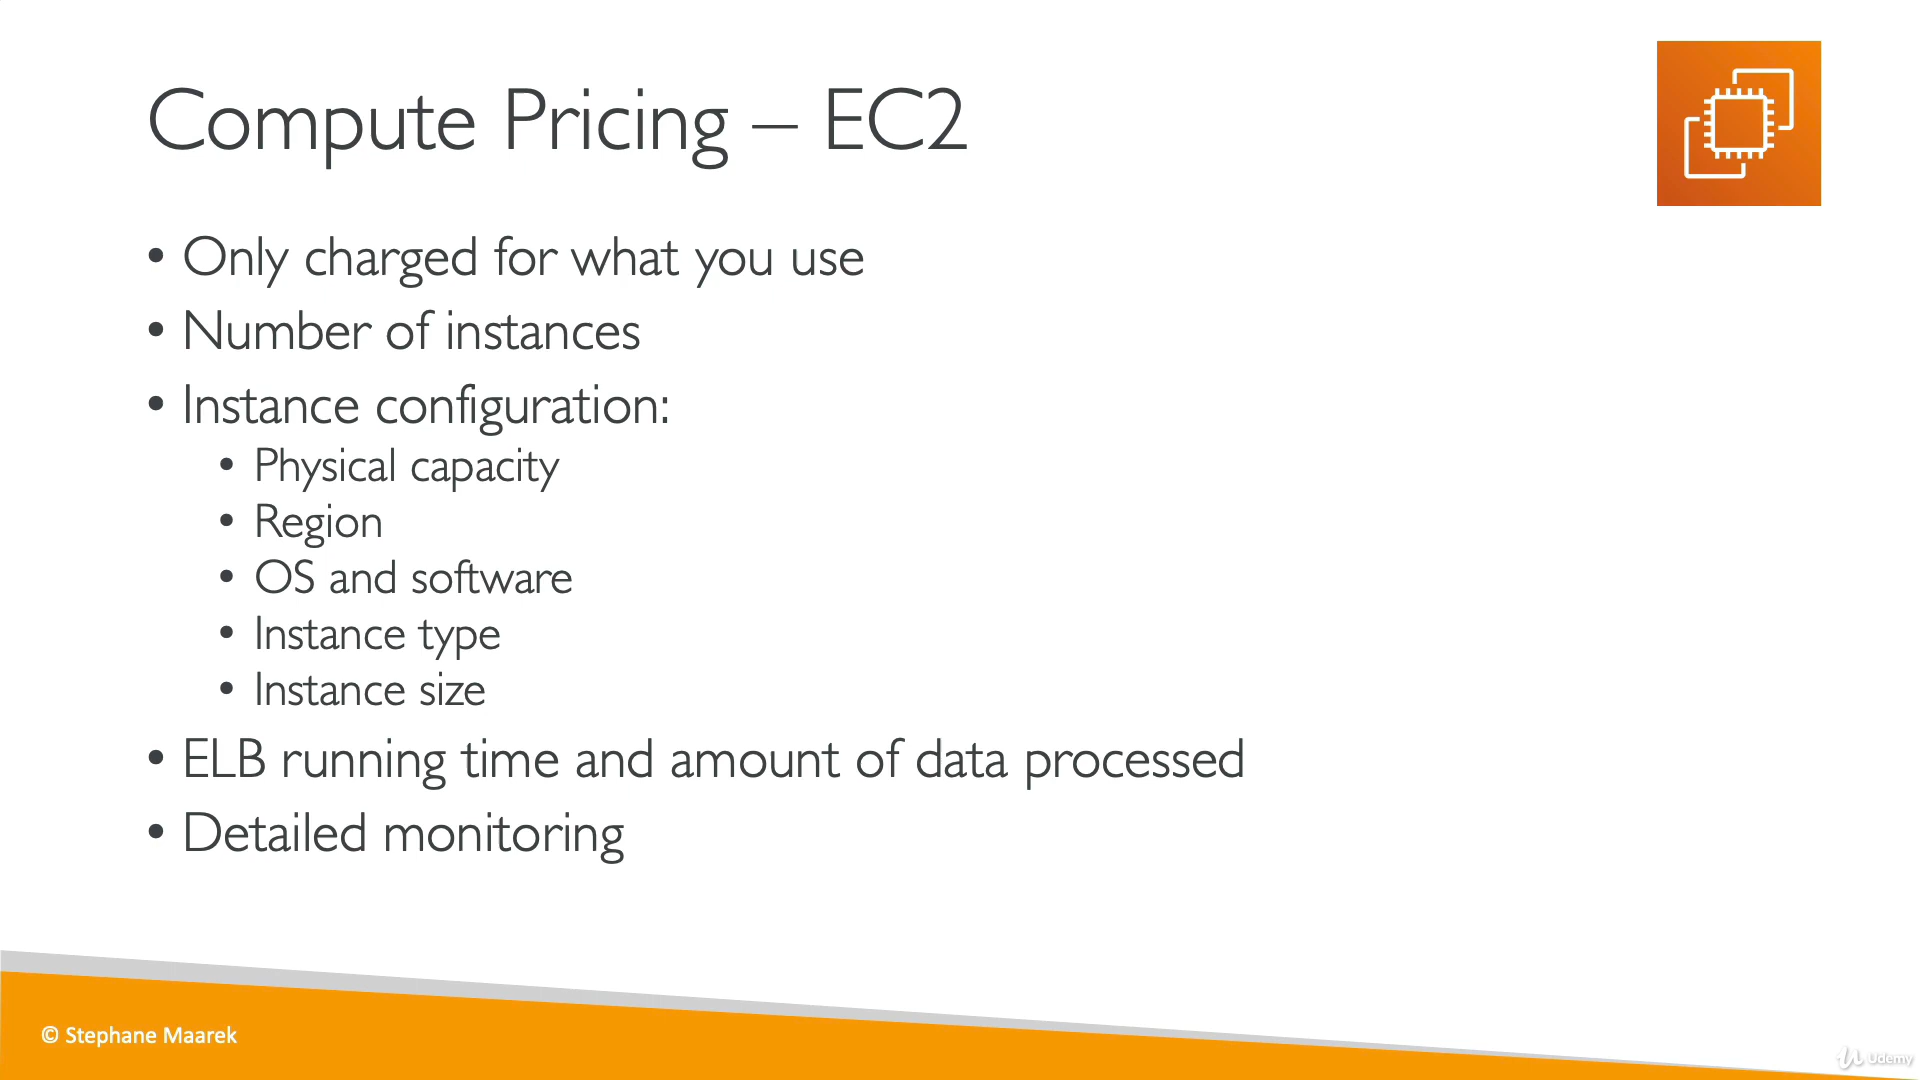 Compute Pricing – EC2
• Only charged for what you use
• Number of instances
• Instance configuration:
• Physical capacity
• Region
• OS and software
• Instance type
• Instance size
• ELB running time and amount of data processed
• Detailed monitoring
© Stephane Maarek
Udemy